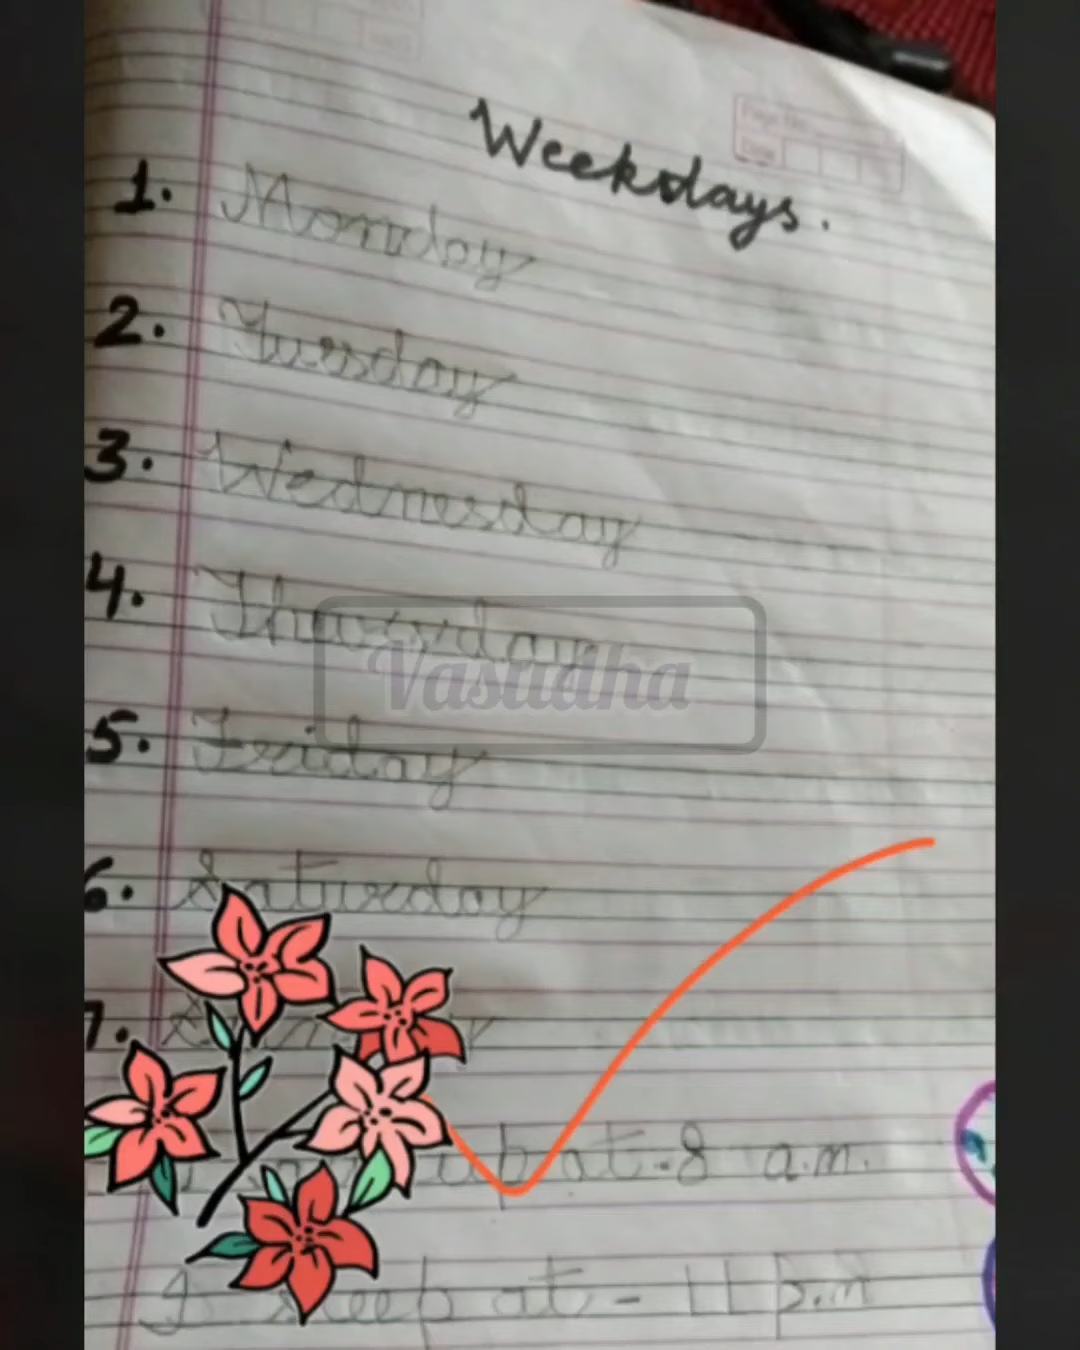 Weekdays.
1. Monday
2. Tuesday
3. Wednesday
4. Thursday
Vasudha
5. Friday
6. Saturday
7.
up at - 8 a.m.
I sleep at - 11 p.m